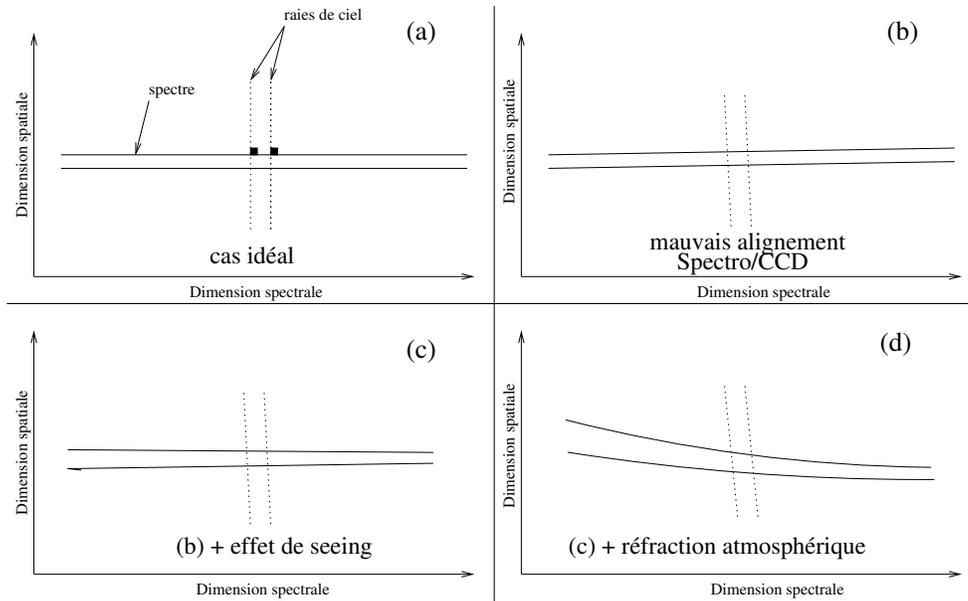 raies de ciel
(a)
spectre
Dimension spatiale
cas idéal
Dimension spectrale
(b)
Dimension spatiale
mauvais alignement
Spectro/CCD
Dimension spectrale
(c)
Dimension spatiale
(b) + effet de seeing
Dimension spectrale
(d)
Dimension spatiale
(c) + réfraction atmosphérique
Dimension spectrale